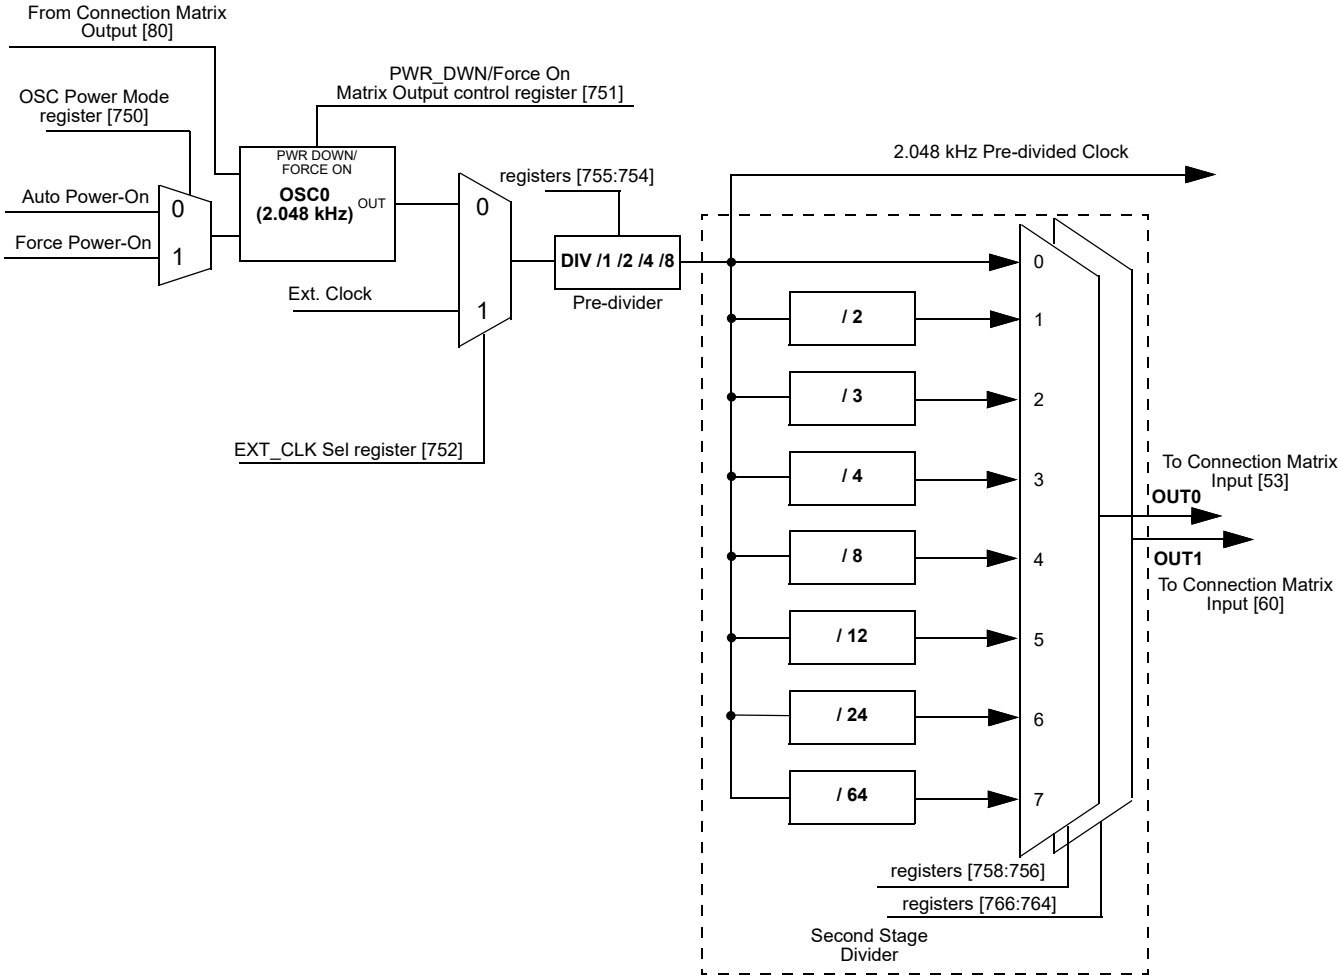 From Connection Matrix
Output [80]
PWR_DWN/Force On
Matrix Output control register [751]
OSC Power Mode
register [750]
PWR DOWN/
FORCE ON
OSC0
(2.048 kHz)
OUT
Auto Power-On
Force Power-On
0
1
0
1
Ext. Clock
EXT_CLK Sel register [752]
registers [755:754]
DIV /1 /2 /4 /8
Pre-divider
2.048 kHz Pre-divided Clock
0
/ 2
1
/ 3
2
/ 4
3
/ 8
4
/ 12
5
/ 24
6
/ 64
7
To Connection Matrix
Input [53]
OUT0
OUT1
To Connection Matrix
Input [60]
registers [758:756]
registers [766:764]
Second Stage
Divider